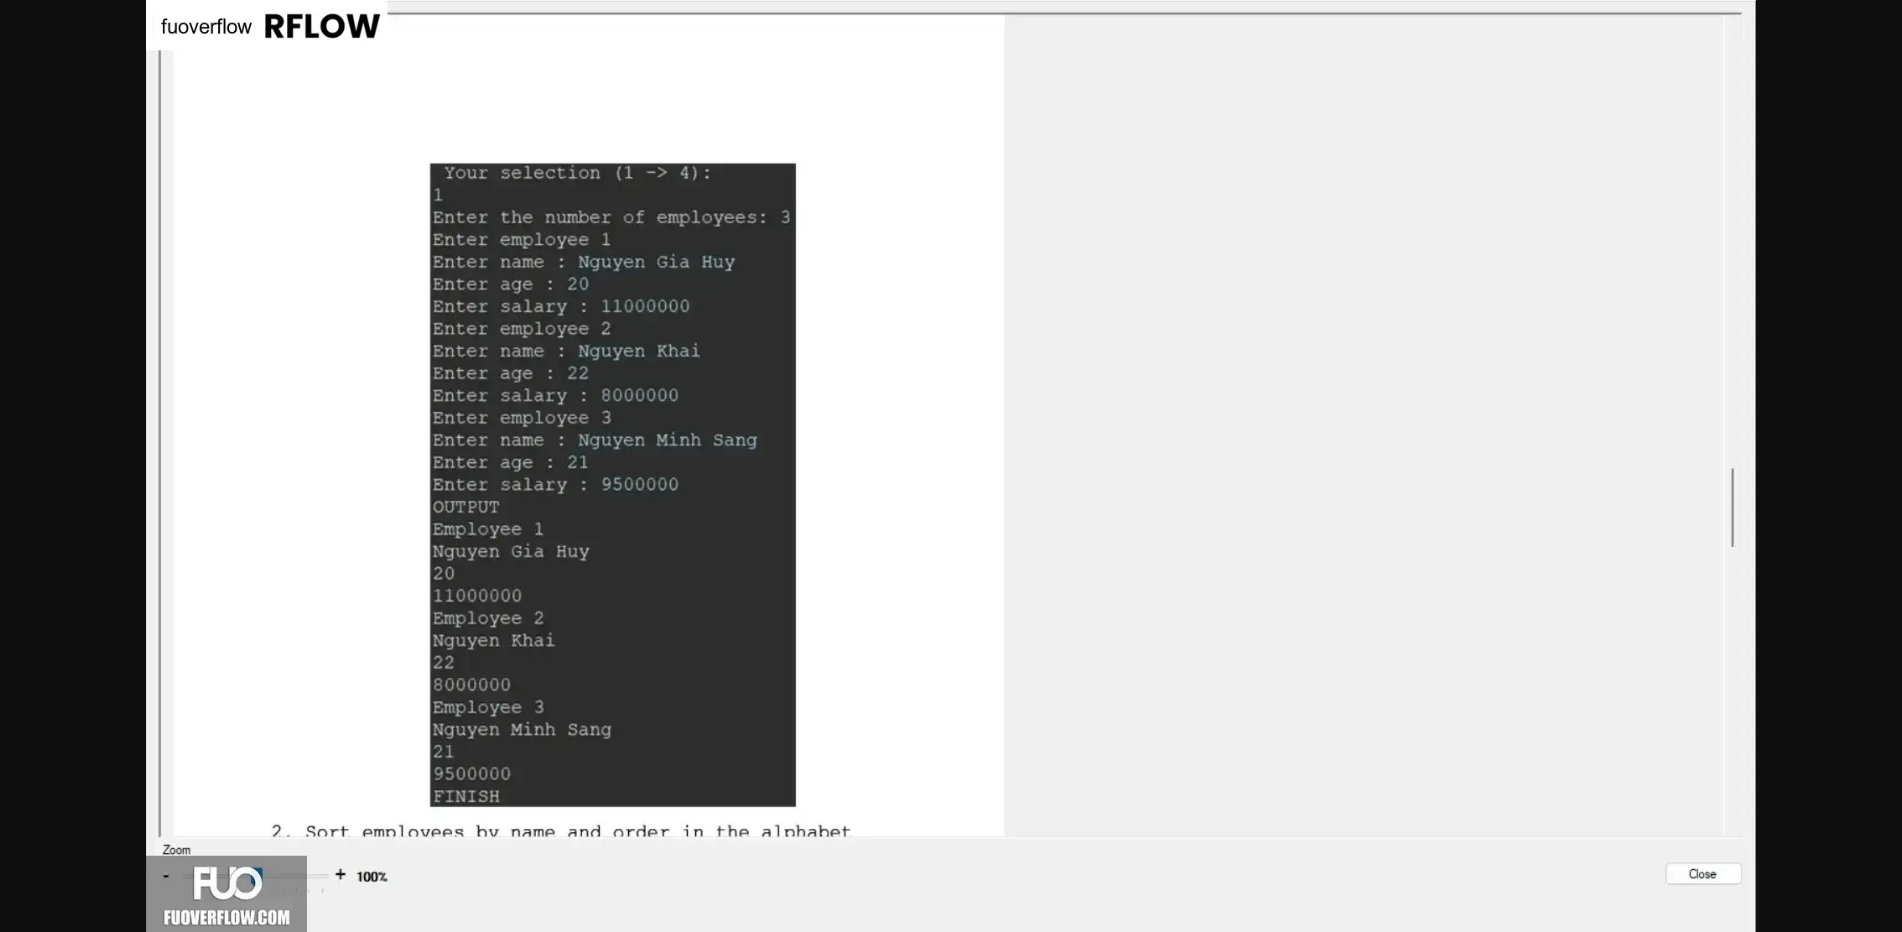 fuoverflow RFLOW
Your selection (1 -> 4):
1
Enter the number of employees: 3
Enter employee 1
Enter name : Nguyen Gia Huy
Enter age : 20
Enter salary : 11000000
Enter employee 2
Enter name : Nguyen Khai
Enter age : 22
Enter salary : 8000000
Enter employee 3
Enter name : Nguyen Minh Sang
Enter age : 21
Enter salary : 9500000
OUTPUT
Employee 1
Nguyen Gia Huy
20
11000000
Employee 2
Nguyen Khai
22
8000000
Employee 3
Nguyen Minh Sang
21
9500000
FINISH
2. Sort employees by name and order in the alphabet
Zoom
- + 100%
Close
FUO
FUOVERFLOW.COM